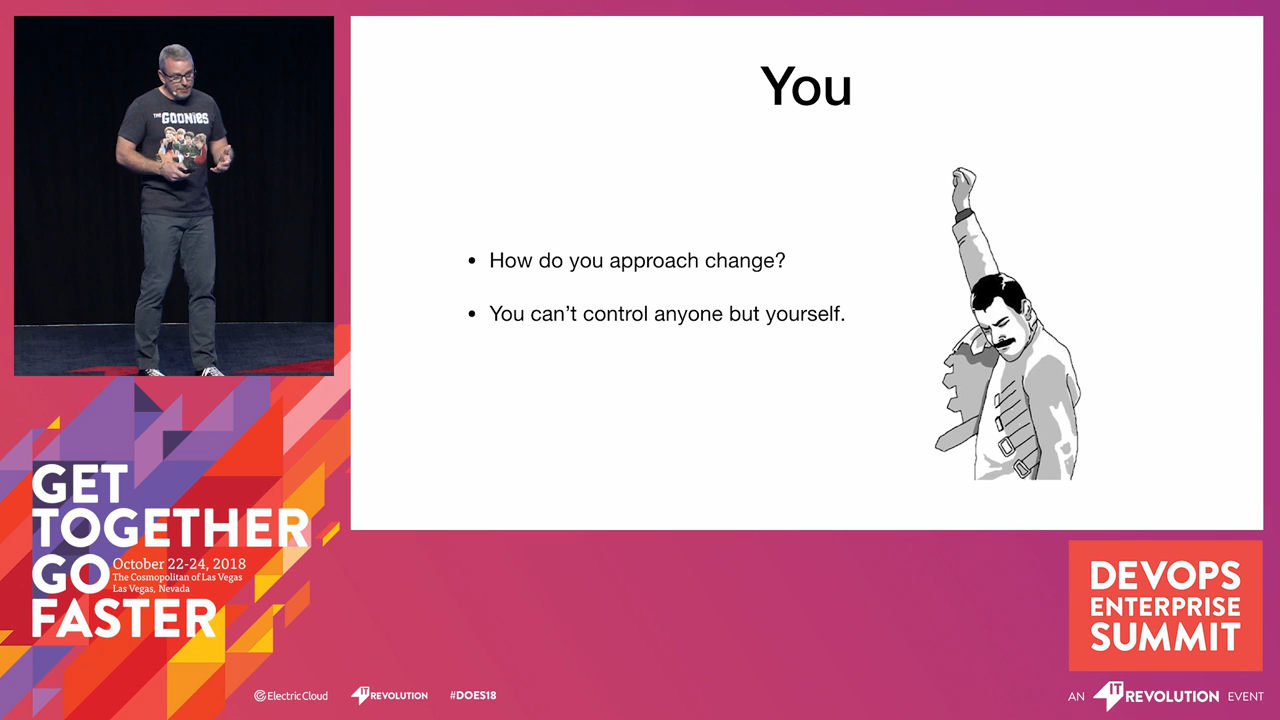 THE GOONIES
You
• How do you approach change?
• You can’t control anyone but yourself.
GET
TOGETHER
GO
FASTER
October 22-24, 2018
The Cosmopolitan of Las Vegas
Las Vegas, Nevada
DEVOPS
ENTERPRISE
SUMMIT
ElectricCloud
IT REVOLUTION
#DOES18
AN IT REVOLUTION EVENT